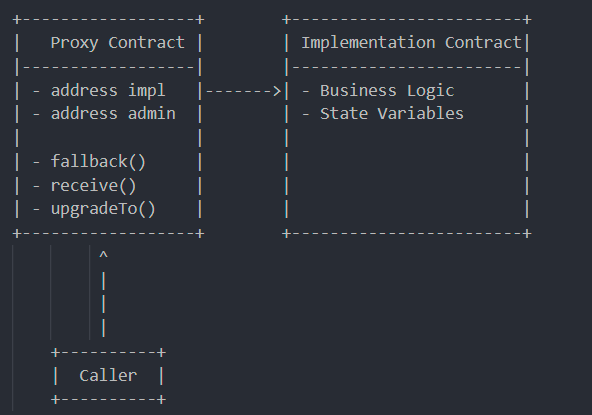 +------------------+        +------------------------+
|   Proxy Contract |        | Implementation Contract|
|------------------|        |------------------------|
| - address impl   |------->| - Business Logic       |
| - address admin  |        | - State Variables      |
|                  |        |                        |
| - fallback()     |        |                        |
| - receive()      |        |                        |
| - upgradeTo()    |        |                        |
+------------------+        +------------------------+
         ^
         |
         |
         |
    +----------+
    |  Caller  |
    +----------+